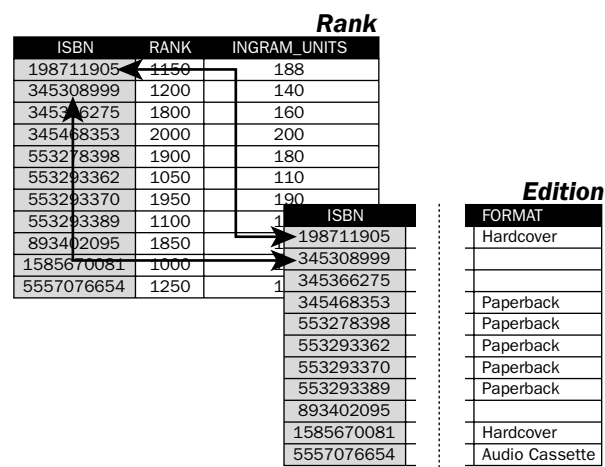 Rank
ISBN RANK INGRAM_UNITS
198711905 1150 188
345308999 1200 140
345366275 1800 160
345468353 2000 200
553278398 1900 180
553293362 1050 110
553293370 1950 190
553293389 1100 1
893402095 1850
1585670081 1000
5557076654 1250 1
Edition
ISBN FORMAT
198711905 Hardcover
345308999
345366275
345468353 Paperback
553278398 Paperback
553293362 Paperback
553293370 Paperback
553293389 Paperback
893402095
1585670081 Hardcover
5557076654 Audio Cassette